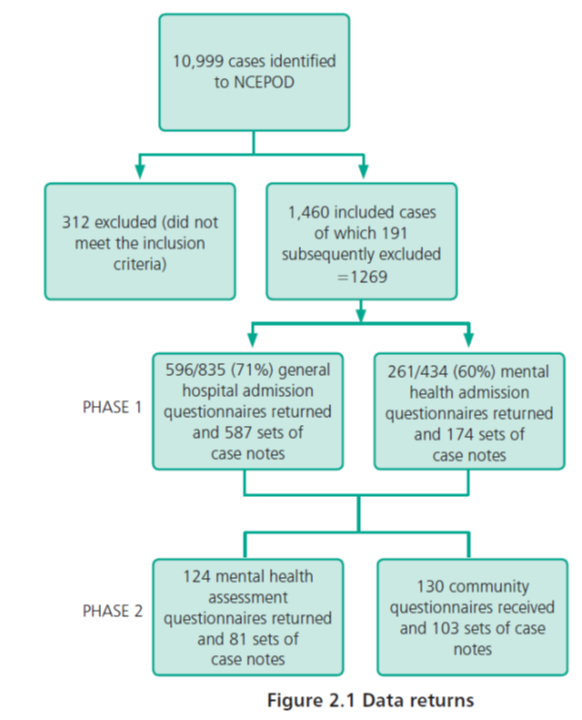 10,999 cases identified
to NCEPOD
312 excluded (did not
meet the inclusion
criteria)
1,460 included cases
of which 191
subsequently excluded
=1269
PHASE 1
596/835 (71%) general
hospital admission
questionnaires returned
and 587 sets of
case notes
261/434 (60%) mental
health admission
questionnaires returned
and 174 sets of
case notes
PHASE 2
124 mental health
assessment
questionnaires returned
and 81 sets of
case notes
130 community
questionnaires received
and 103 sets of case
notes
Figure 2.1 Data returns